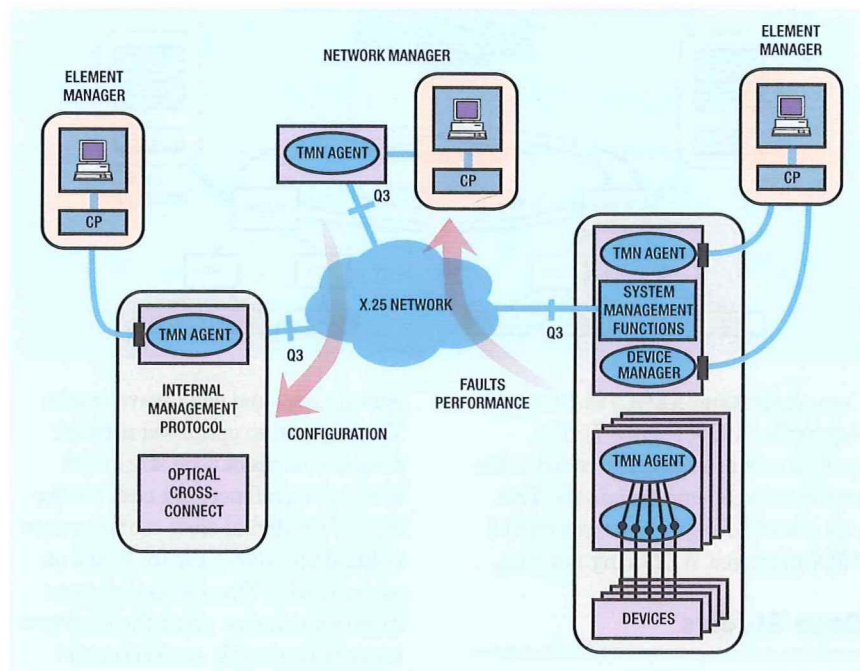 ELEMENT
MANAGER
NETWORK MANAGER
ELEMENT
MANAGER
CP
TMN AGENT
CP
CP
Q3
X.25 NETWORK
TMN AGENT
Q3
Q3
TMN AGENT
SYSTEM
MANAGEMENT
FUNCTIONS
DEVICE
MANAGER
INTERNAL
MANAGEMENT
PROTOCOL
CONFIGURATION
FAULTS
PERFORMANCE
OPTICAL
CROSS-
CONNECT
TMN AGENT
DEVICES